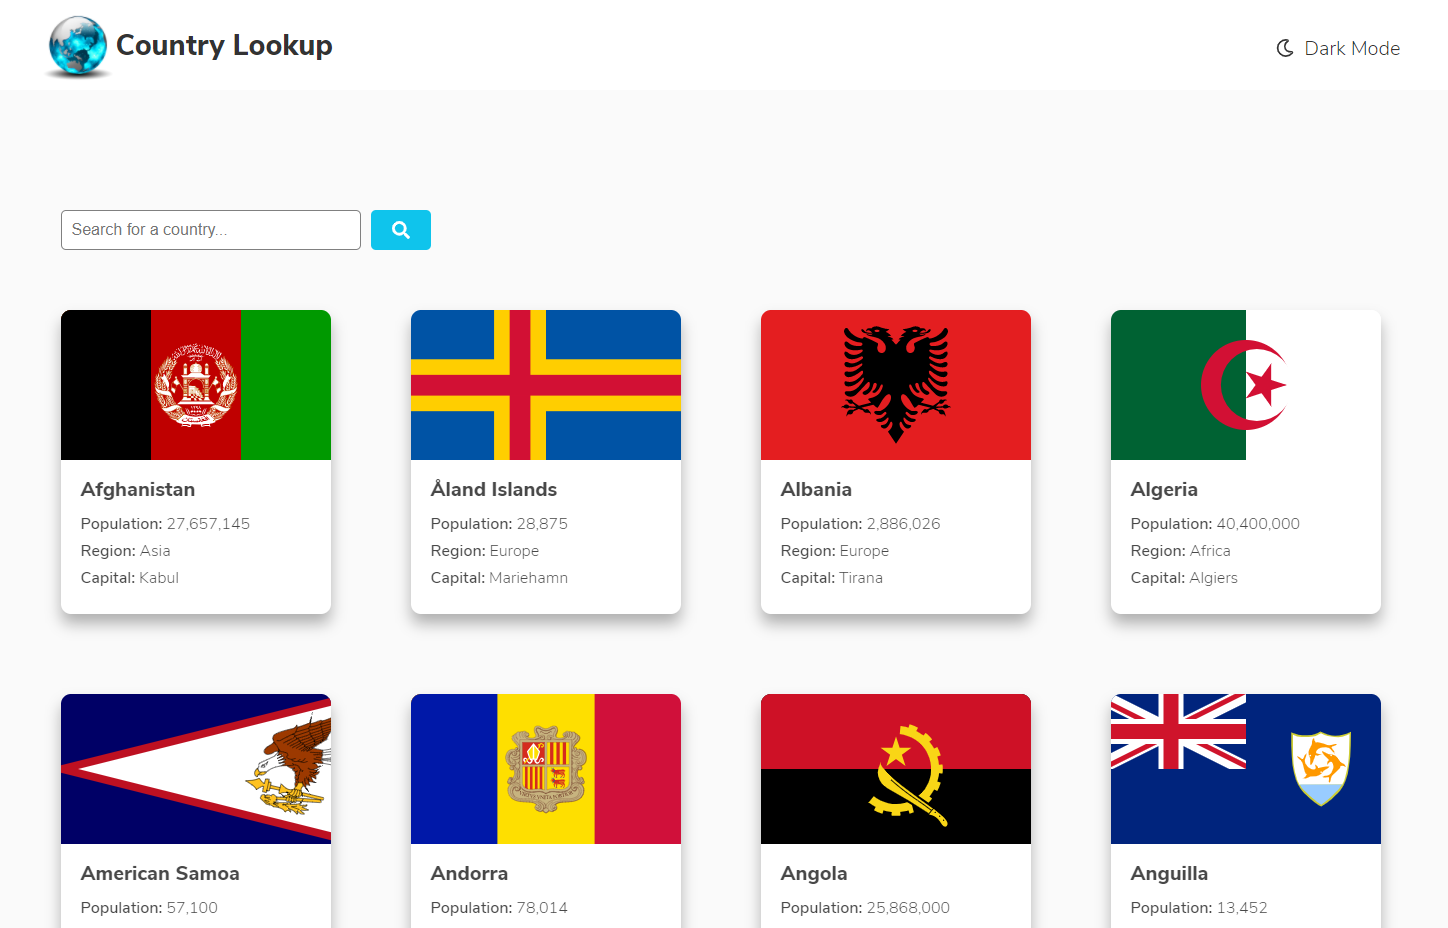 Country Lookup
Dark Mode
Search for a country...
Afghanistan
Population: 27,657,145
Region: Asia
Capital: Kabul
Åland Islands
Population: 28,875
Region: Europe
Capital: Mariehamn
Albania
Population: 2,886,026
Region: Europe
Capital: Tirana
Algeria
Population: 40,400,000
Region: Africa
Capital: Algiers
American Samoa
Population: 57,100
Andorra
Population: 78,014
Angola
Population: 25,868,000
Anguilla
Population: 13,452